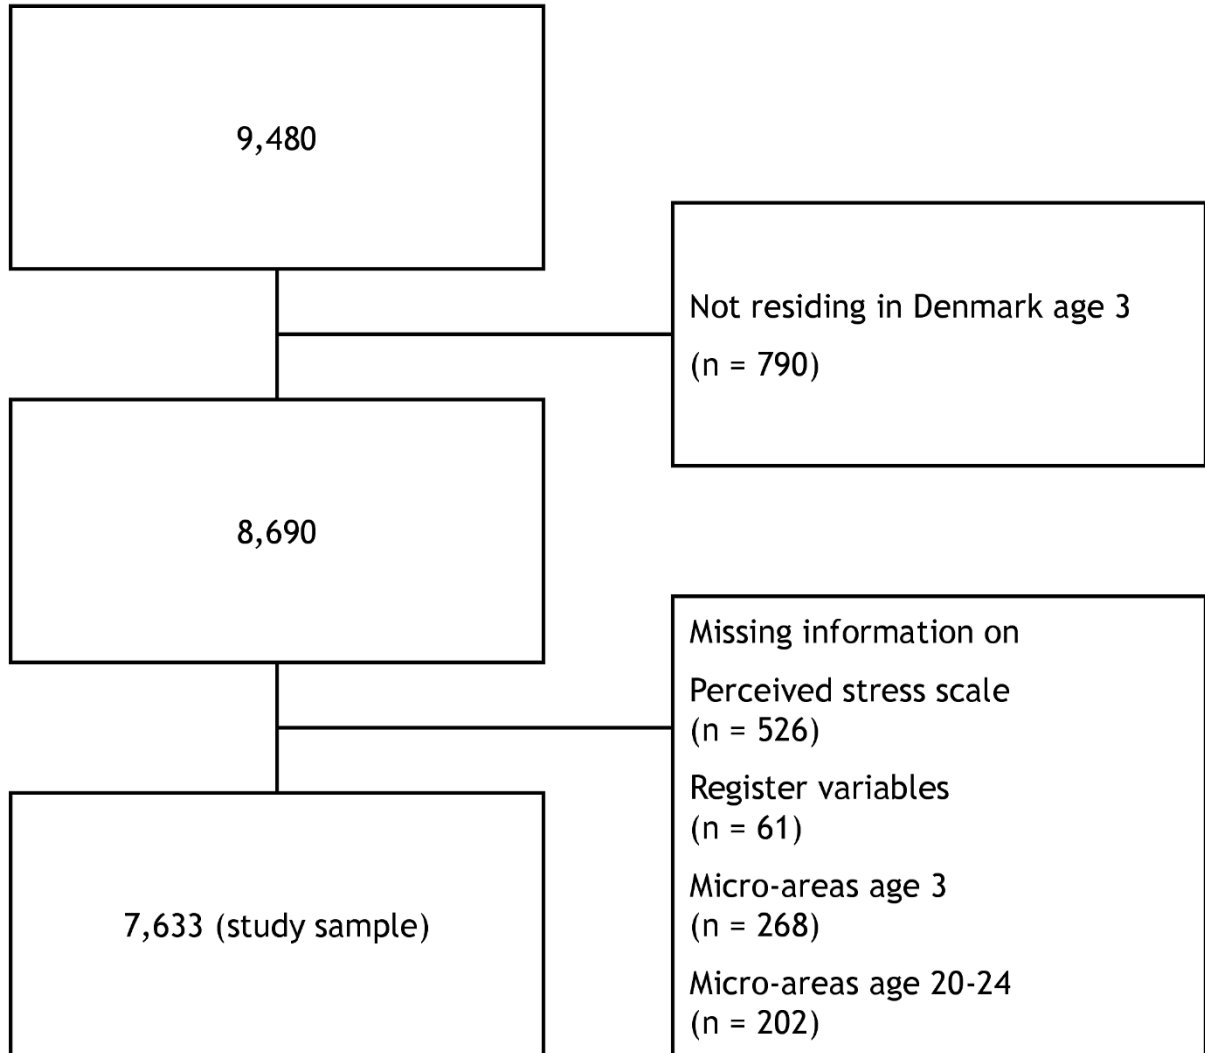 9,480
Not residing in Denmark age 3
(n = 790)
8,690
Missing information on
Perceived stress scale
(n = 526)
Register variables
(n = 61)
Micro-areas age 3
(n = 268)
Micro-areas age 20-24
(n = 202)
7,633 (study sample)